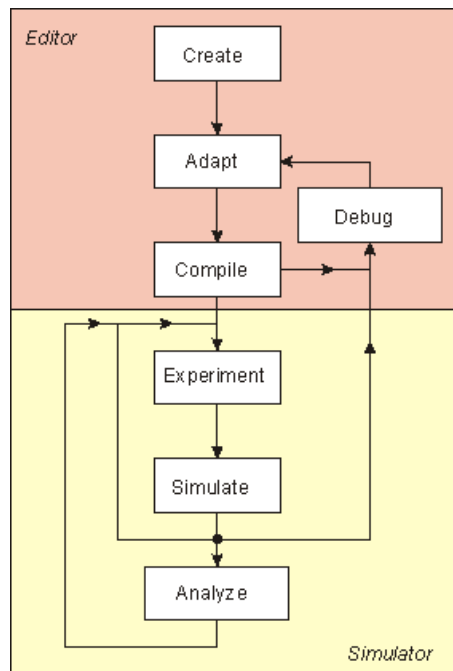 Editor
Create
Adapt
Debug
Compile
Experiment
Simulate
Analyze
Simulator